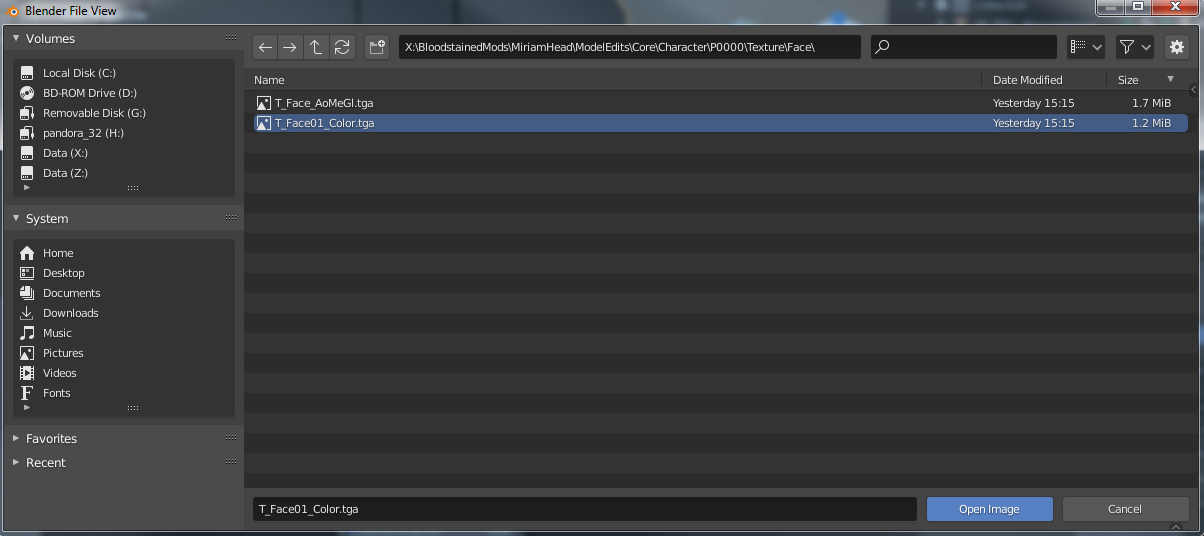 Blender File View
Volumes
Local Disk (C:)
BD-ROM Drive (D:)
Removable Disk (G:)
pandora_32 (H:)
Data (X:)
Data (Z:)
System
Home
Desktop
Documents
Downloads
Music
Pictures
Videos
Fonts
Favorites
Recent
X:\BloodstainedMods\MiriamHead\ModelEdits\Core\Character\P0000\Texture\Face\
Name Date Modified Size
T_Face_AoMeGl.tga Yesterday 15:15 1.7 MiB
T_Face01_Color.tga Yesterday 15:15 1.2 MiB
T_Face01_Color.tga
Open Image Cancel